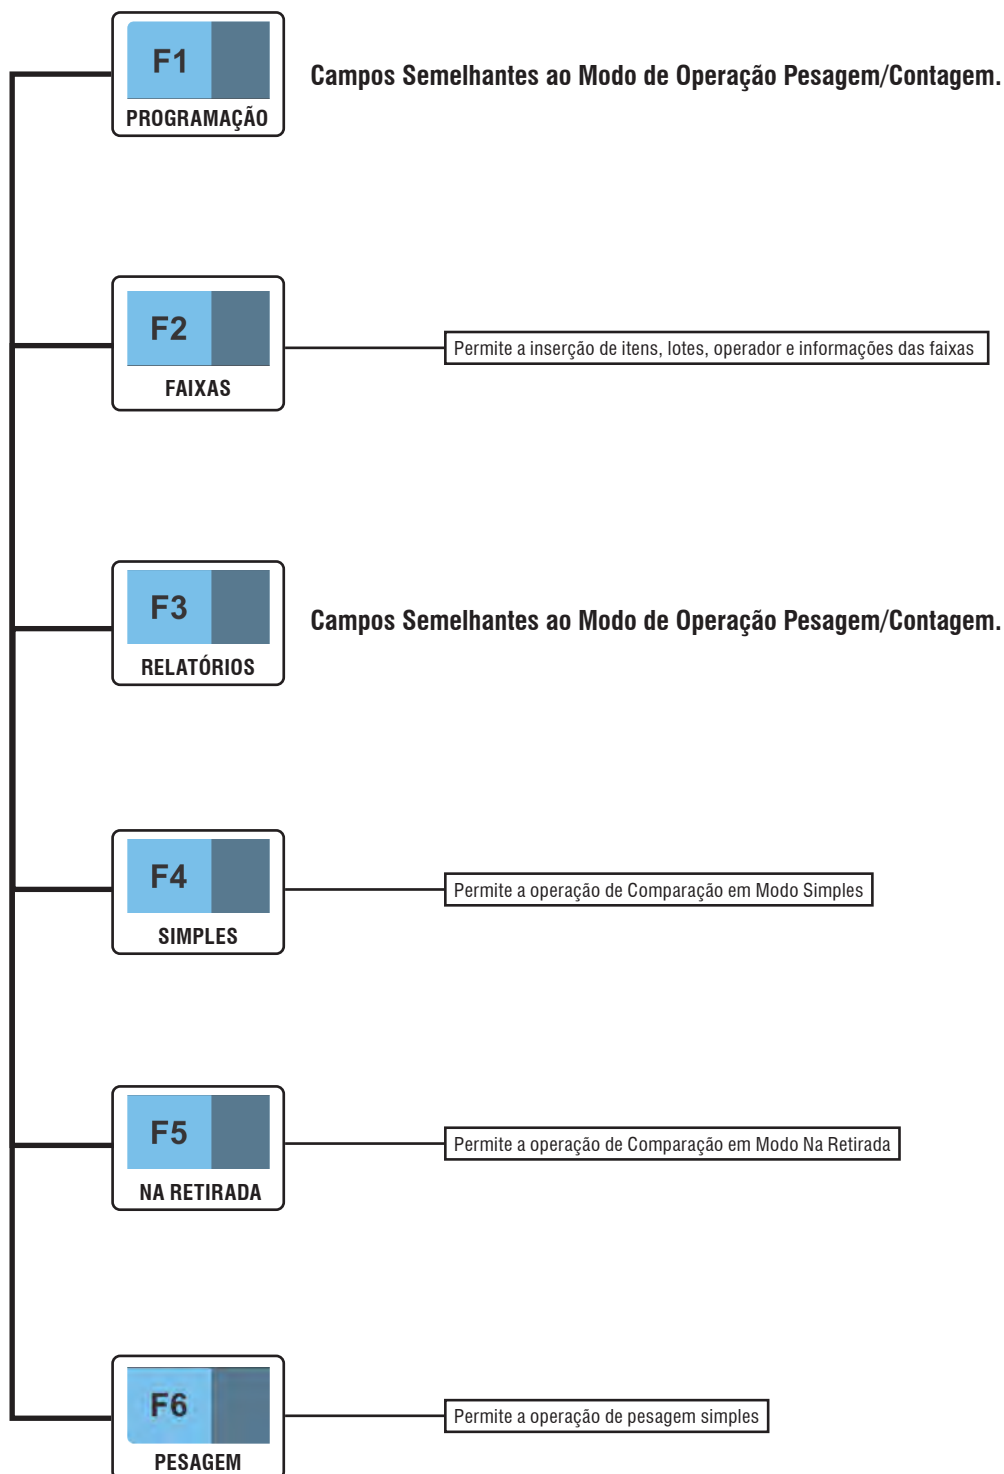 F1
PROGRAMAÇÃO
Campos Semelhantes ao Modo de Operação Pesagem/Contagem.
F2
FAIXAS
Permite a inserção de itens, lotes, operador e informações das faixas
F3
RELATÓRIOS
Campos Semelhantes ao Modo de Operação Pesagem/Contagem.
F4
SIMPLES
Permite a operação de Comparação em Modo Simples
F5
NA RETIRADA
Permite a operação de Comparação em Modo Na Retirada
F6
PESAGEM
Permite a operação de pesagem simples